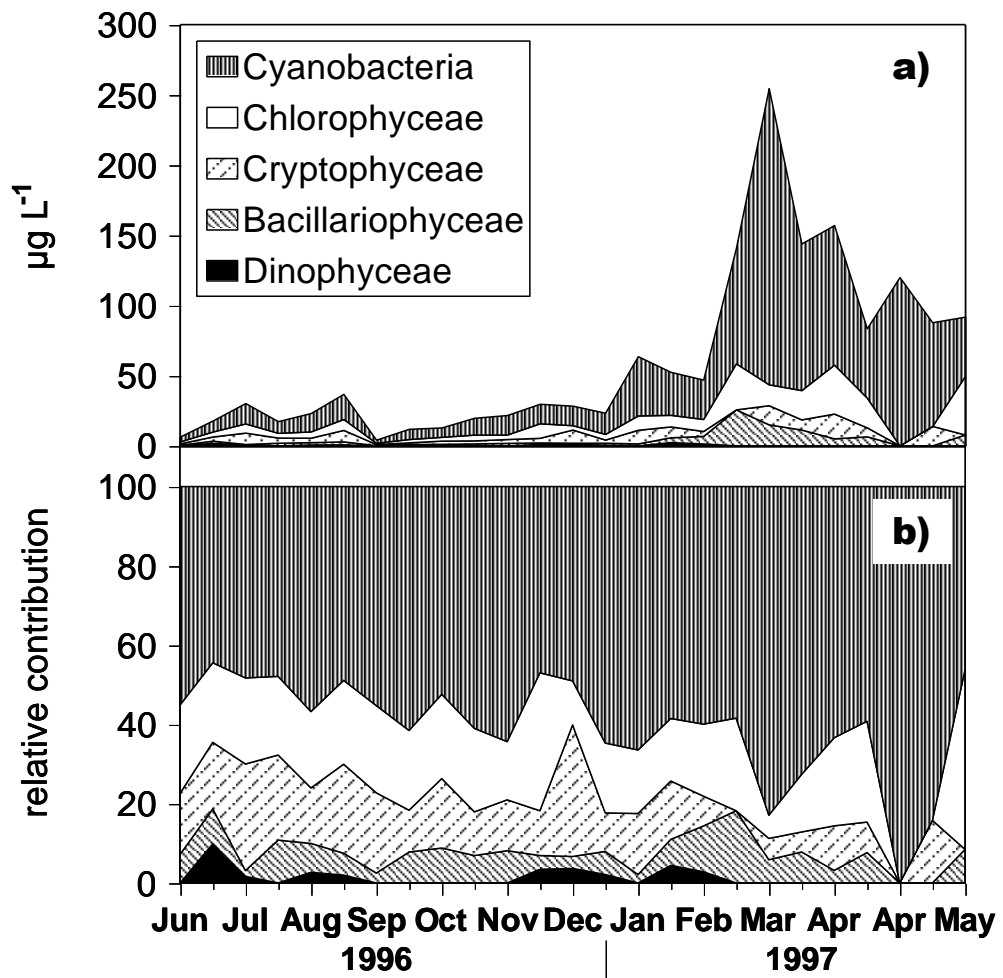 300
250
200
150
100
50
0
µg L-1
a)
Cyanobacteria
Chlorophyceae
Cryptophyceae
Bacillariophyceae
Dinophyceae
100
80
60
40
20
0
relative contribution
b)
Jun Jul Aug Sep Oct Nov Dec Jan Feb Mar Apr Apr May
1996 1997